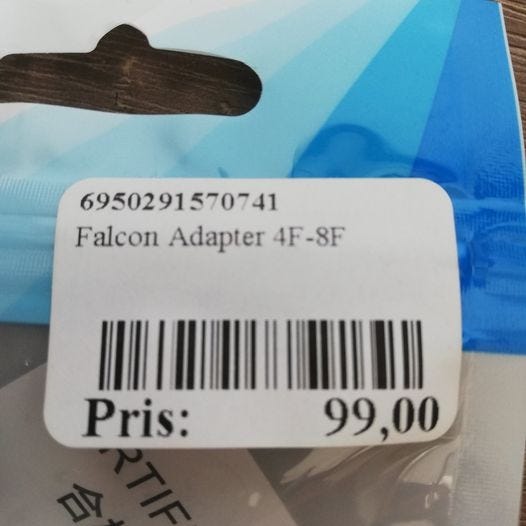 6950291570741
Falcon Adapter 4F-8F
Pris: 99,00